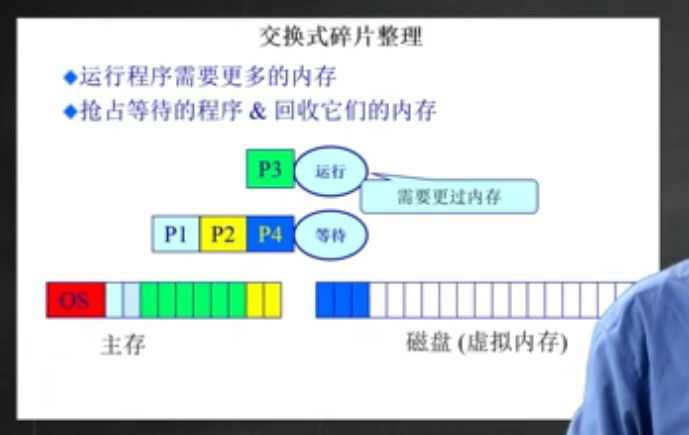 交换式碎片整理
◆运行程序需要更多的内存
◆抢占等待的程序 & 回收它们的内存
P3 运行
需要更过内存
P1 P2 P4 等待
OS
主存
磁盘 (虚拟内存)